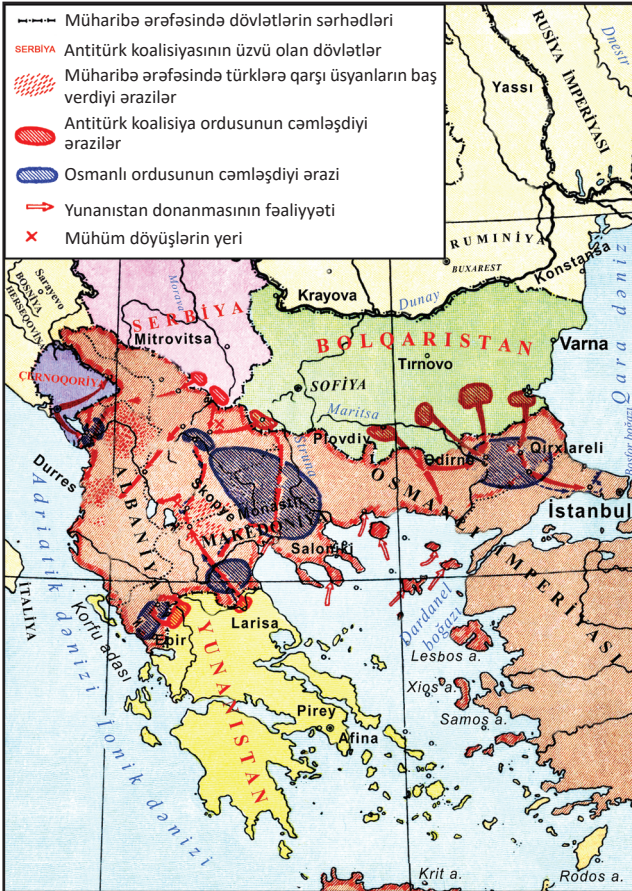 Müharibə ərəfəsində dövlətlərin sərhədləri
SERBİYA Antitürk koalisiyasının üzvü olan dövlətlər
Müharibə ərəfəsində türklərə qarşı üsyanların baş
verdiyi ərazilər
Antitürk koalisiya ordusunun cəmləşdiyi
ərazilər
Osmanlı ordusunun cəmləşdiyi ərazi
Yunanıstan donanmasının fəaliyyəti
Mühüm döyüşlərin yeri
Dnestr
RUSİYA İMPERİYASI
Yassı
RUMINİYA
BUXAREST
Konstansa
Qara dəniz
Sarayevo
BOSNİYA
HERSEQOVİNA
Morava
Krayova
Dunay
SERBİYA
Mitrovitsa
BOLQARISTAN
Varna
Tırnovo
ÇERNOQORİYA
SOFİYA
Maritsa
Plovdiv
Struma
Ədirnə
Qırxlareli
Bosfor boğazı
Durres
ALBANİYA
Skopye
Monastır
MAKEDONİYA
OSMANLI İMPERİYASI
İstanbul
Saloniki
Adriatik dənizi
İTALİYA
Korfu adası
Epir
Larisa
Dardanel
boğazı
Lesbos a.
YUNANISTAN
Xios a.
Pirey
Samos a.
Afina
İonik dənizi
Krit a.
Rodos a.